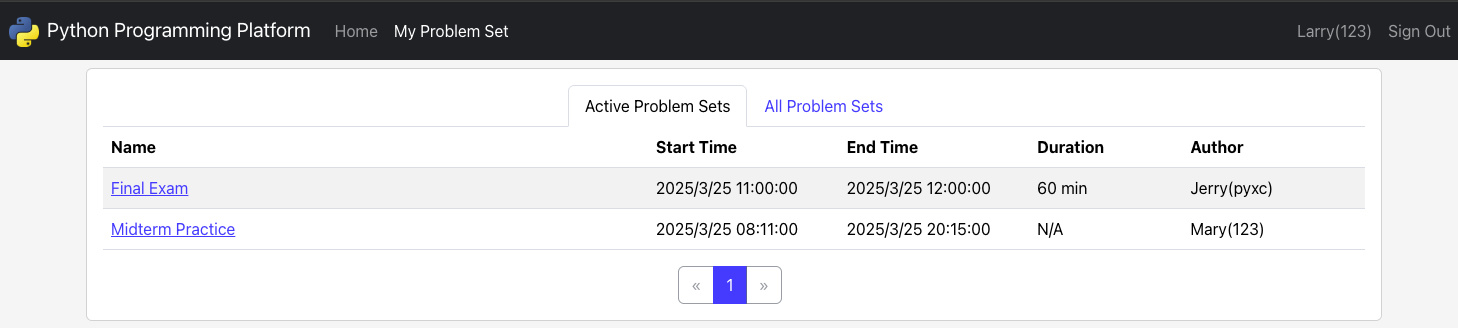 Python Programming Platform Home My Problem Set Larry(123) Sign Out
Active Problem Sets All Problem Sets
Name Start Time End Time Duration Author
Final Exam 2025/3/25 11:00:00 2025/3/25 12:00:00 60 min Jerry(pyxc)
Midterm Practice 2025/3/25 08:11:00 2025/3/25 20:15:00 N/A Mary(123)
« 1 »